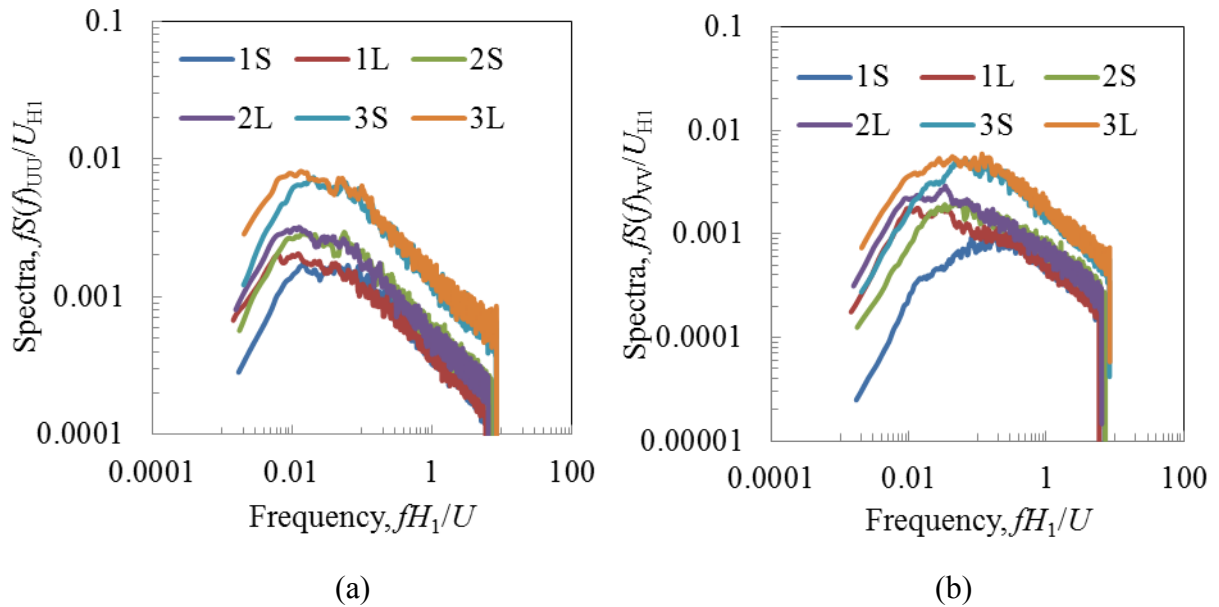 0.1
1S 1L 2S
2L 3S 3L
0.01
0.001
0.0001
0.0001 0.01 1 100
Spectra, fS(f)UU/UH1
Frequency, fH1/U
(a)
0.1
1S 1L 2S
2L 3S 3L
0.01
0.001
0.0001
0.00001
0.0001 0.01 1 100
Spectra, fS(f)VV/UH1
Frequency, fH1/U
(b)